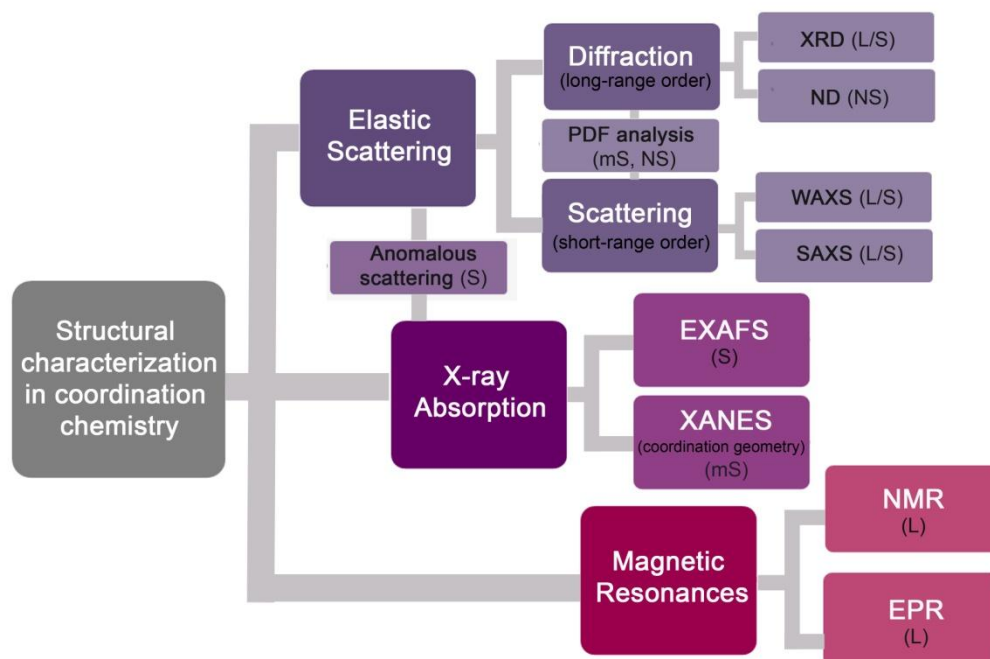 Structural
characterization
in coordination
chemistry
Elastic
Scattering
Anomalous
scattering (S)
X-ray
Absorption
Magnetic
Resonances
Diffraction
(long-range order)
PDF analysis
(mS, NS)
Scattering
(short-range order)
XRD (L/S)
ND (NS)
WAXS (L/S)
SAXS (L/S)
EXAFS
(S)
XANES
(coordination geometry)
(mS)
NMR
(L)
EPR
(L)